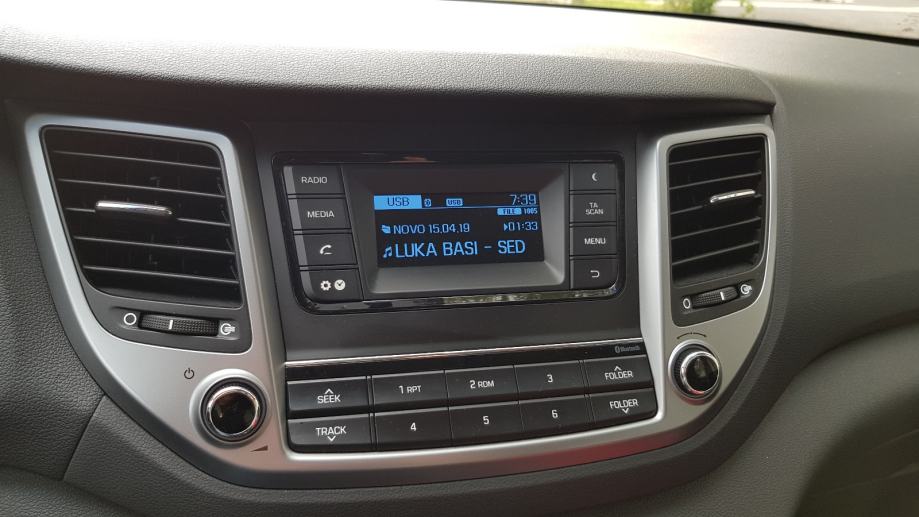 RADIO
MEDIA
USB USB 7:39
FILE 1005
NOVO 15.04.19 01:33
LUKA BASI - SED
TA
SCAN
MENU
Bluetooth
SEEK
1 RPT
2 RDM
3
FOLDER
TRACK
4
5
6
FOLDER